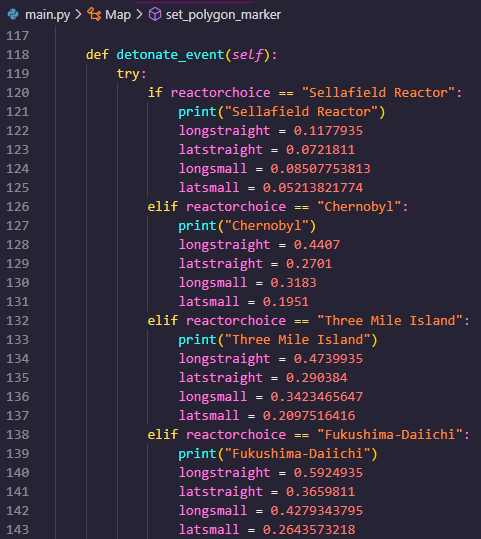 main.py > Map > set_polygon_marker
117
118 def detonate_event(self):
119 try:
120 if reactorchoice == "Sellafield Reactor":
121 print("Sellafield Reactor")
122 longstraight = 0.1177935
123 latstraight = 0.0721811
124 longsmall = 0.08507753813
125 latsmall = 0.05213821774
126 elif reactorchoice == "Chernobyl":
127 print("Chernobyl")
128 longstraight = 0.4407
129 latstraight = 0.2701
130 longsmall = 0.3183
131 latsmall = 0.1951
132 elif reactorchoice == "Three Mile Island":
133 print("Three Mile Island")
134 longstraight = 0.4739935
135 latstraight = 0.290384
136 longsmall = 0.3423465647
137 latsmall = 0.2097516416
138 elif reactorchoice == "Fukushima-Daiichi":
139 print("Fukushima-Daiichi")
140 longstraight = 0.5924935
141 latstraight = 0.3659811
142 longsmall = 0.4279343795
143 latsmall = 0.2643573218